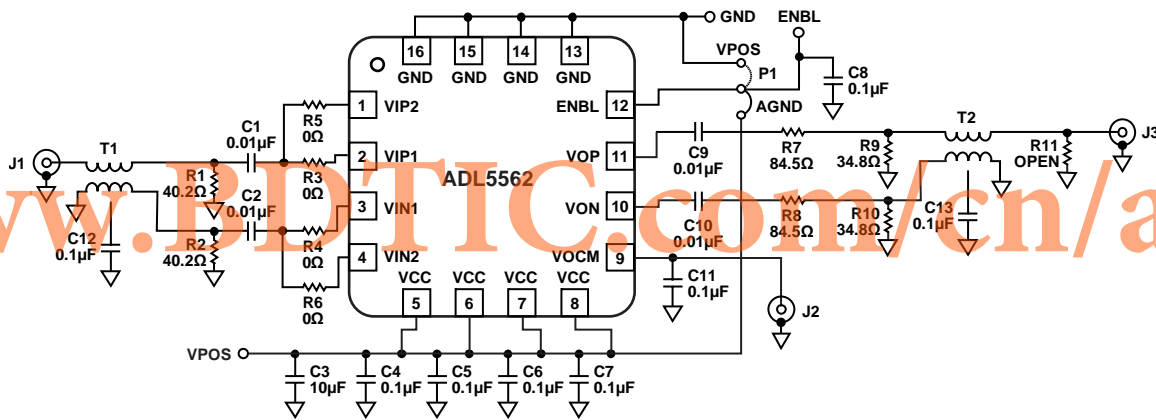 GND
ENBL
16
15
14
13
GND
GND
GND
GND
VPOS
P1
AGND
C8
0.1µF
1
VIP2
ENBL
12
R5
0Ω
C1
0.01µF
J1
T1
2
VIP1
VOP
11
C9
0.01µF
R7
84.5Ω
R9
34.8Ω
T2
R11
OPEN
J3
R1
40.2Ω
R3
0Ω
ADL5562
www.BDTIC.com/cn/a
C2
0.01µF
3
VIN1
VON
10
C10
0.01µF
R8
84.5Ω
R10
34.8Ω
C13
0.1µF
C12
0.1µF
R2
40.2Ω
R4
0Ω
4
VIN2
VOCM
9
R6
0Ω
VCC
VCC
VCC
VCC
5
6
7
8
C11
0.1µF
J2
VPOS
C3
10µF
C4
0.1µF
C5
0.1µF
C6
0.1µF
C7
0.1µF